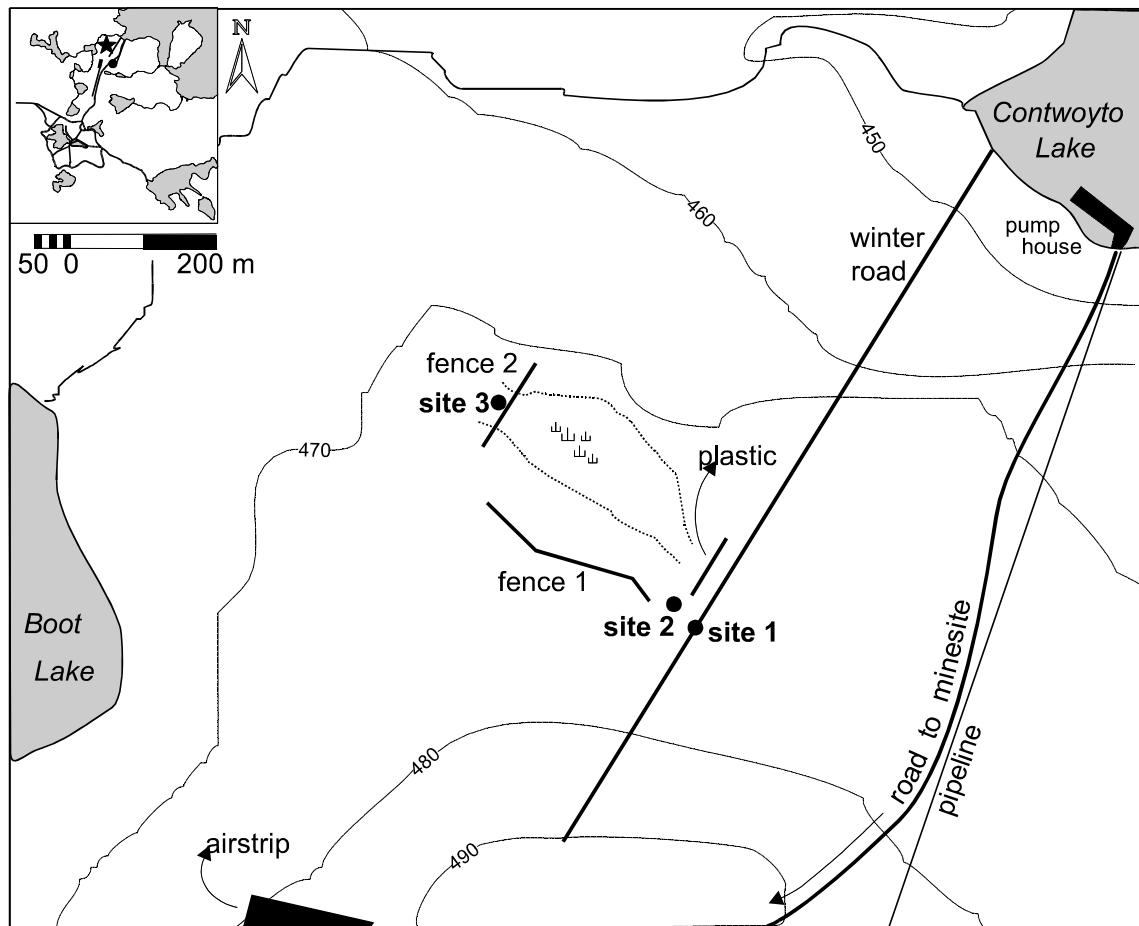 N
Contwoyto
Lake
450
460
winter
road
pump
house
50 0 200 m
fence 2
site 3
470
plastic
fence 1
site 2
site 1
Boot
Lake
road to minesite
pipeline
480
airstrip
490